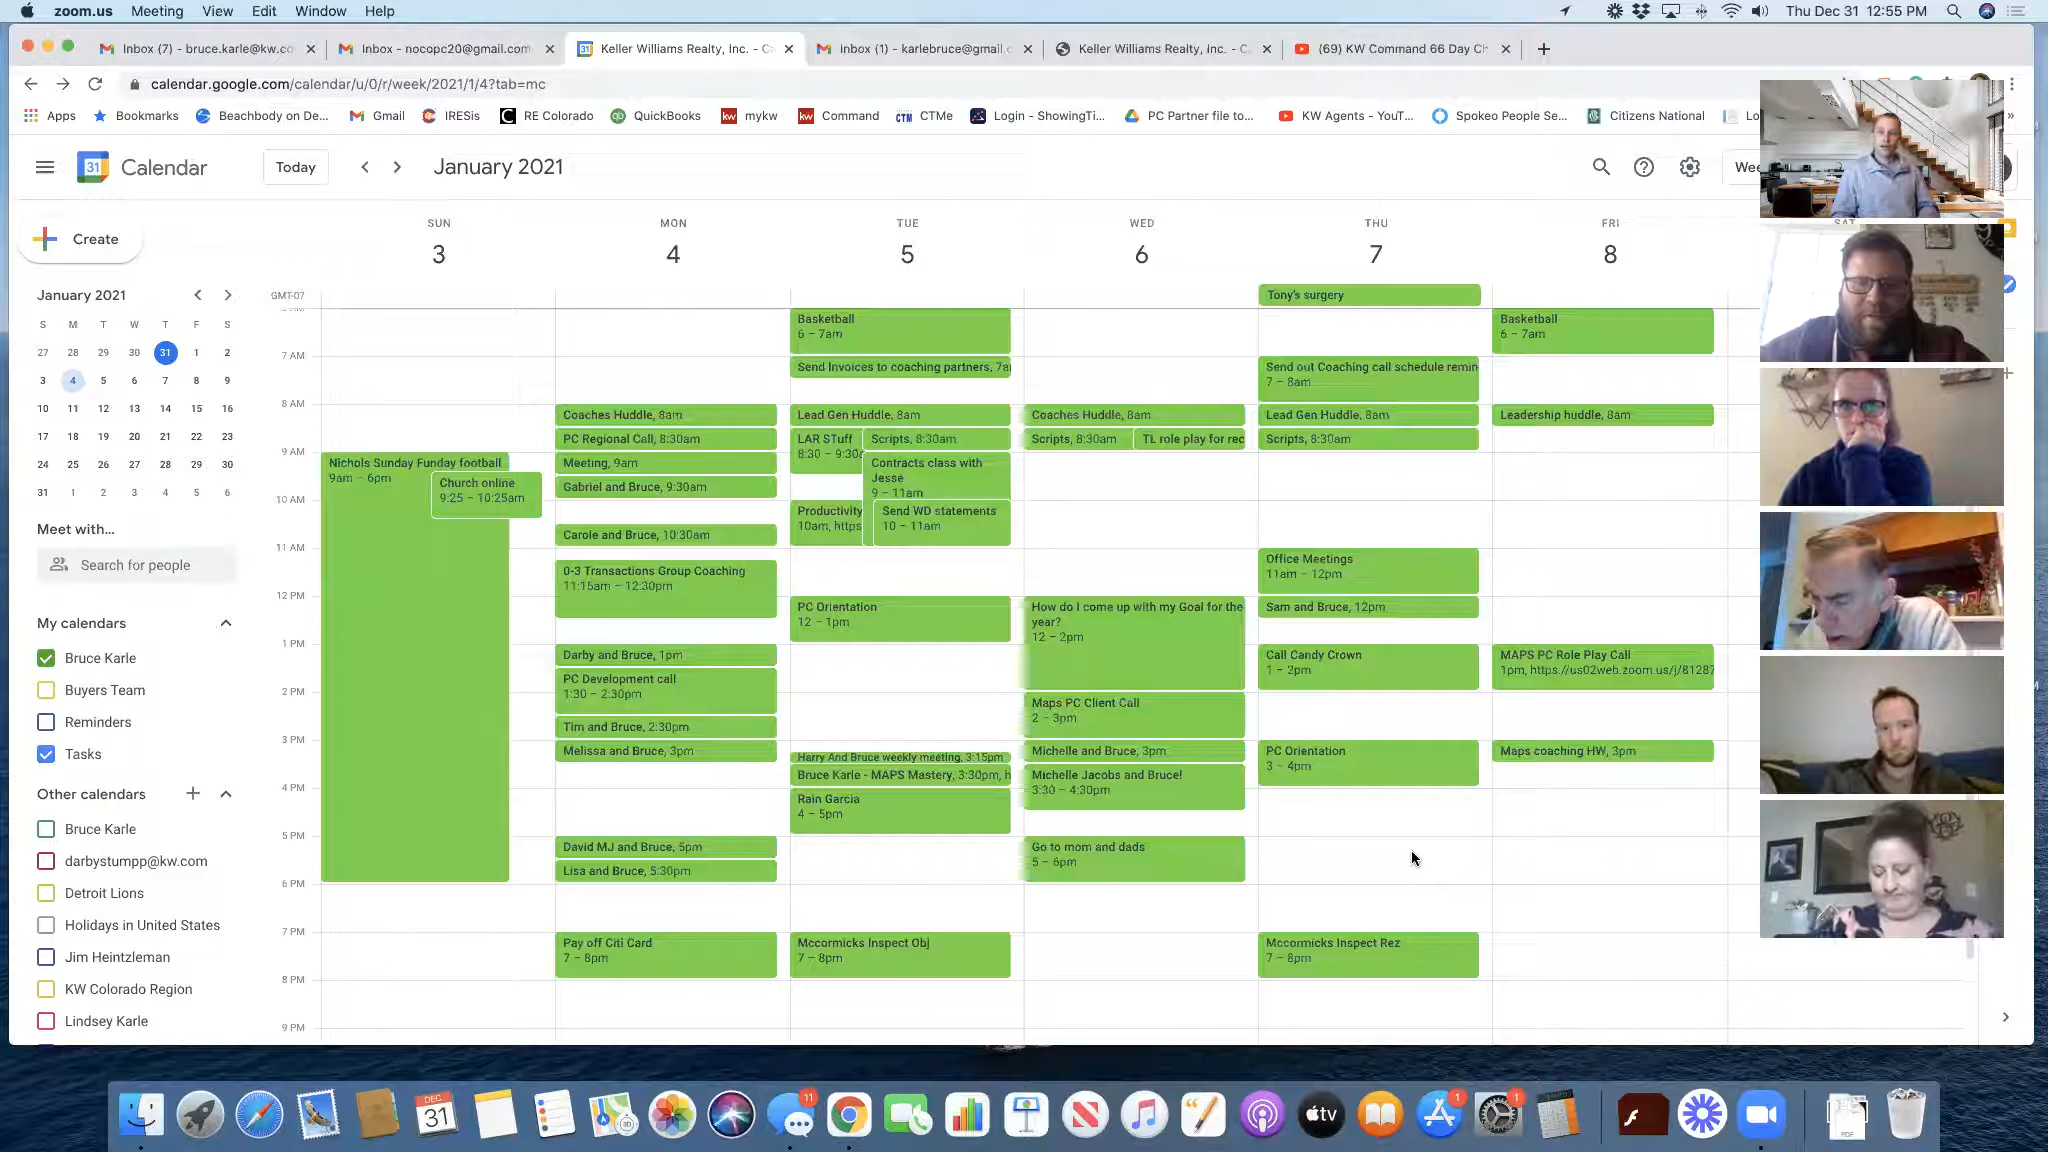 zoom.us Meeting View Edit Window Help
Thu Dec 31 12:55 PM
Inbox (7) - bruce.karle@kw.co
Inbox - nocopc20@gmail.com
Keller Williams Realty, Inc. - C
Inbox (1) - karlebruce@gmail.c
Keller Williams Realty, Inc. - C
(69) KW Command 66 Day Ch
calendar.google.com/calendar/u/0/r/week/2021/1/4?tab=mc
Apps Bookmarks Beachbody on De... Gmail IRESis RE Colorado QuickBooks kw mykw kw Command CTM CTMe Login - ShowingTi... PC Partner file to... KW Agents - YouT... Spokeo People Se... Citizens National Lo
31 Calendar
Today
January 2021
Wee
Create
January 2021
S M T W T F S
27 28 29 30 31 1 2
3 4 5 6 7 8 9
10 11 12 13 14 15 16
17 18 19 20 21 22 23
24 25 26 27 28 29 30
31 1 2 3 4 5 6
Meet with...
Search for people
My calendars
Bruce Karle
Buyers Team
Reminders
Tasks
Other calendars
Bruce Karle
darbystumpp@kw.com
Detroit Lions
Holidays in United States
Jim Heintzleman
KW Colorado Region
Lindsey Karle
SUN MON TUE WED THU FRI SAT
3 4 5 6 7 8
GMT-07
7 AM
8 AM
9 AM
10 AM
11 AM
12 PM
1 PM
2 PM
3 PM
4 PM
5 PM
6 PM
7 PM
8 PM
9 PM
Nichols Sunday Funday football
9am – 6pm
Church online
9:25 – 10:25am
Coaches Huddle, 8am
PC Regional Call, 8:30am
Meeting, 9am
Gabriel and Bruce, 9:30am
Carole and Bruce, 10:30am
0-3 Transactions Group Coaching
11:15am – 12:30pm
Darby and Bruce, 1pm
PC Development call
1:30 – 2:30pm
Tim and Bruce, 2:30pm
Melissa and Bruce, 3pm
David MJ and Bruce, 5pm
Lisa and Bruce, 5:30pm
Pay off Citi Card
7 – 8pm
Basketball
6 – 7am
Send Invoices to coaching partners, 7a
Lead Gen Huddle, 8am
LAR STuff
8:30 – 9:30a
Scripts, 8:30am
Contracts class with
Jesse
9 – 11am
Productivity
10am, https
Send WD statements
10 – 11am
PC Orientation
12 – 1pm
Harry And Bruce weekly meeting, 3:15pm
Bruce Karle - MAPS Mastery, 3:30pm, h
Rain Garcia
4 – 5pm
Mccormicks Inspect Obj
7 – 8pm
Coaches Huddle, 8am
Scripts, 8:30am
TL role play for rec
How do I come up with my Goal for the
year?
12 – 2pm
Maps PC Client Call
2 – 3pm
Michelle and Bruce, 3pm
Michelle Jacobs and Bruce!
3:30 – 4:30pm
Go to mom and dads
5 – 6pm
Tony's surgery
Send out Coaching call schedule remin
7 – 8am
Lead Gen Huddle, 8am
Scripts, 8:30am
Office Meetings
11am – 12pm
Sam and Bruce, 12pm
Call Candy Crown
1 – 2pm
PC Orientation
3 – 4pm
Mccormicks Inspect Rez
7 – 8pm
Basketball
6 – 7am
Leadership huddle, 8am
MAPS PC Role Play Call
1pm, https://us02web.zoom.us/j/81287
Maps coaching HW, 3pm
DEC
31
11
tv
1
1
PDF